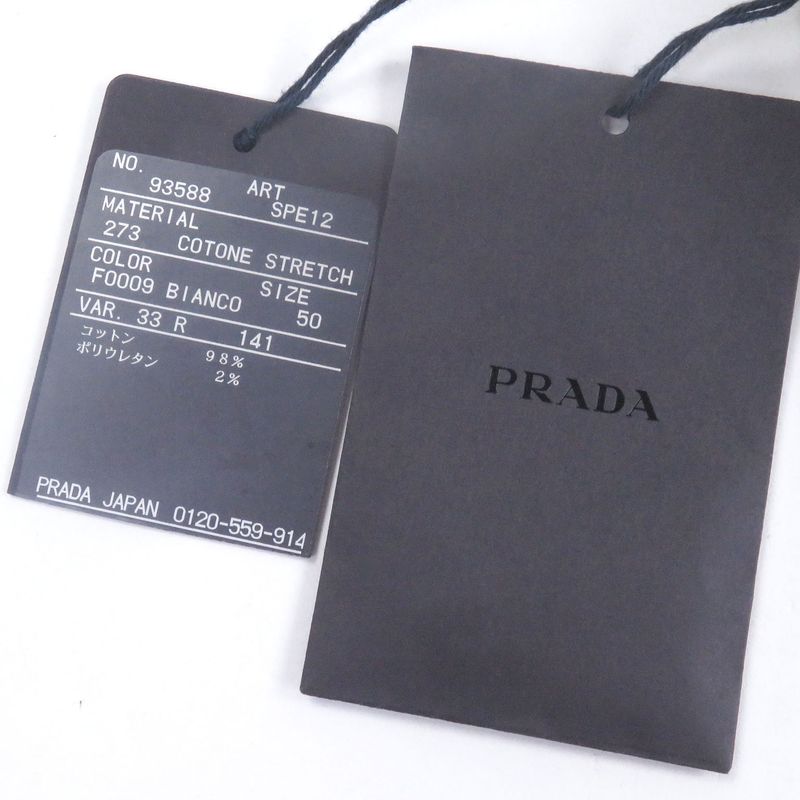 NO. ART
93588 SPE12
MATERIAL
273 COTONE STRETCH
COLOR SIZE
F0009 BIANCO 50
VAR. 33 R 141
コットン 98%
ポリウレタン 2%
PRADA JAPAN 0120-559-914
PRADA